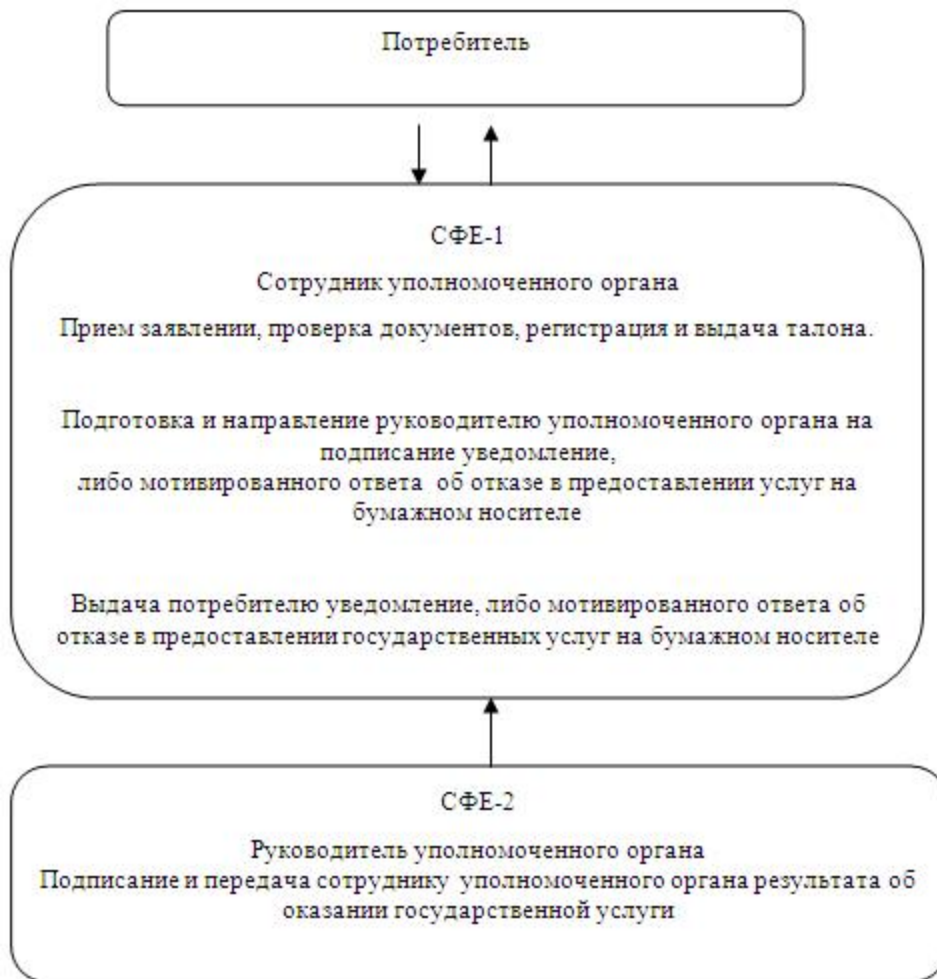 Потребитель
СФЕ-1
Сотрудник уполномоченного органа
Прием заявлении, проверка документов, регистрация и выдача талона.
Подготовка и направление руководителю уполномоченного органа на
подписание уведомление,
либо мотивированного ответа об отказе в предоставлении услуг на
бумажном носителе
Выдача потребителю уведомление, либо мотивированного ответа об
отказе в предоставлении государственных услуг на бумажном носителе
СФЕ-2
Руководитель уполномоченного органа
Подписание и передача сотруднику уполномоченного органа результата об
оказании государственной услуги